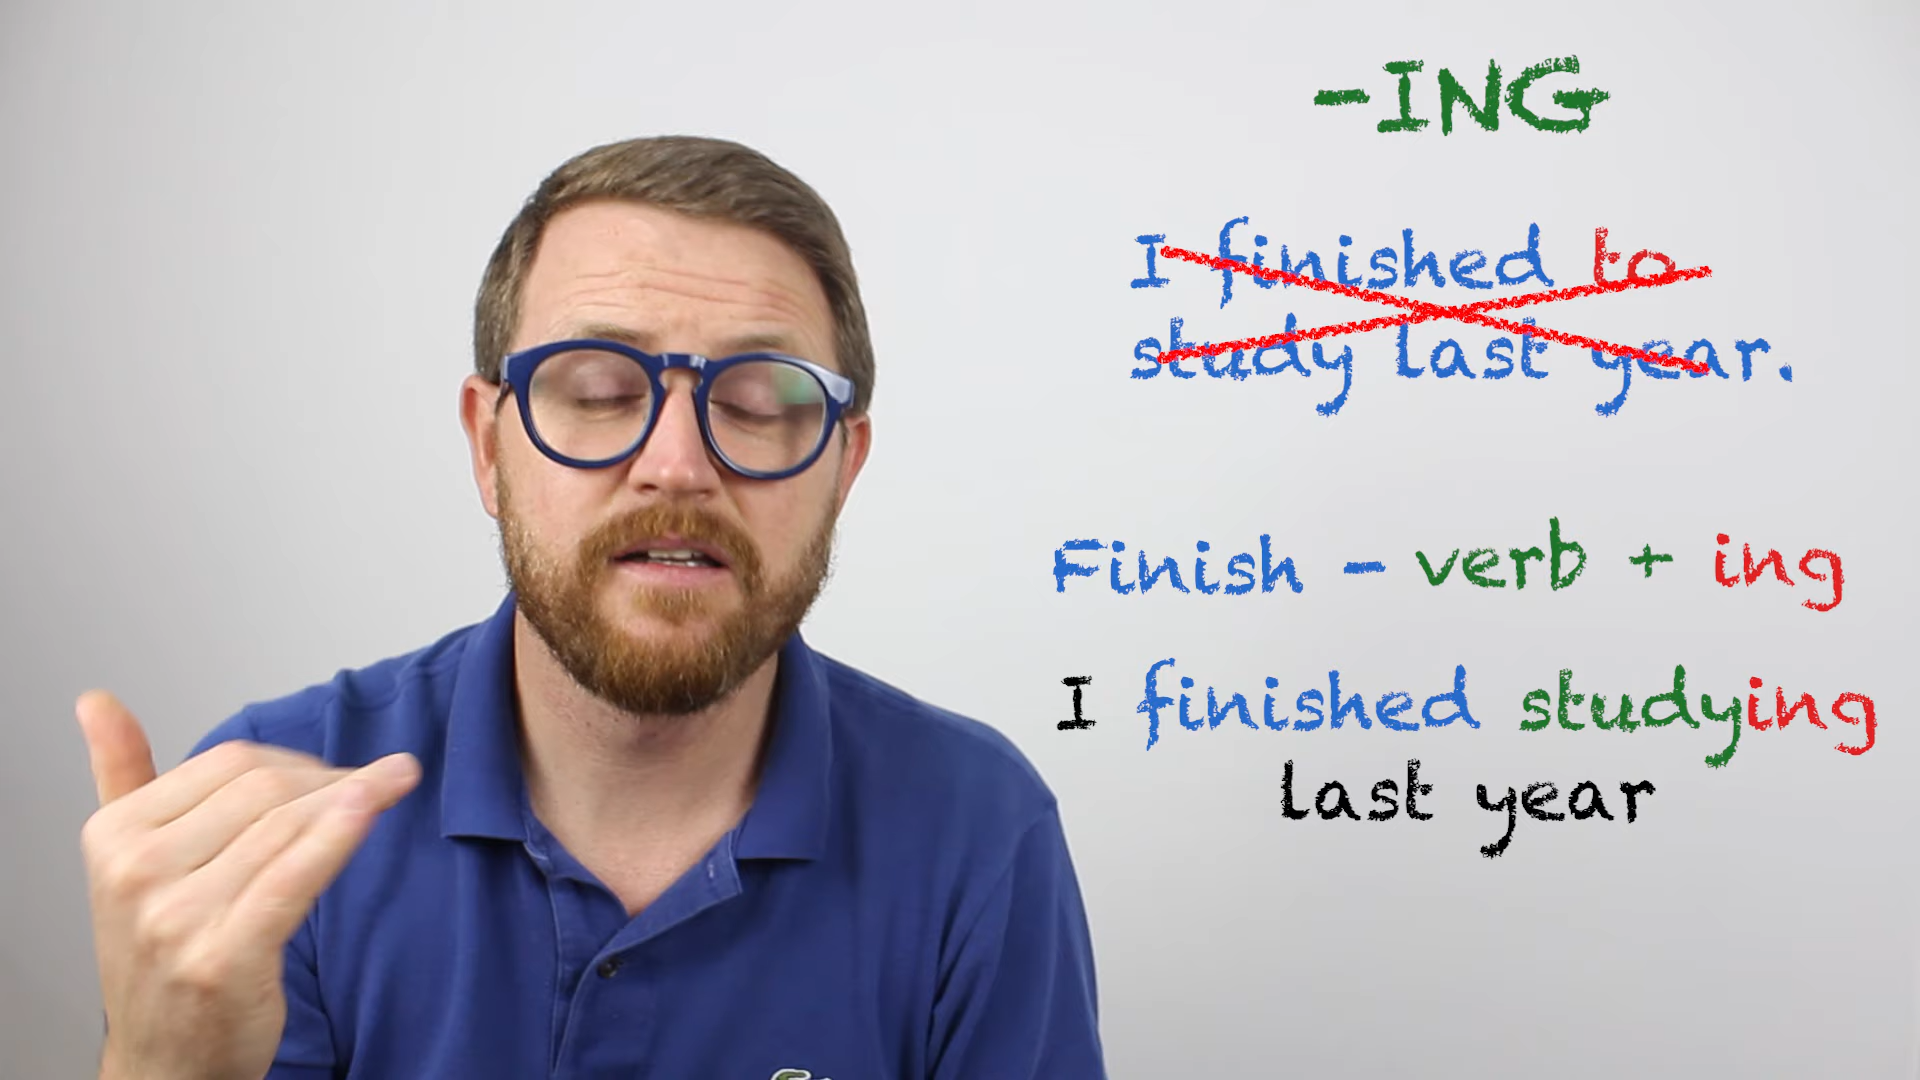 -ING
I finished to
study last year.
Finish - verb + ing
I finished studying
last year